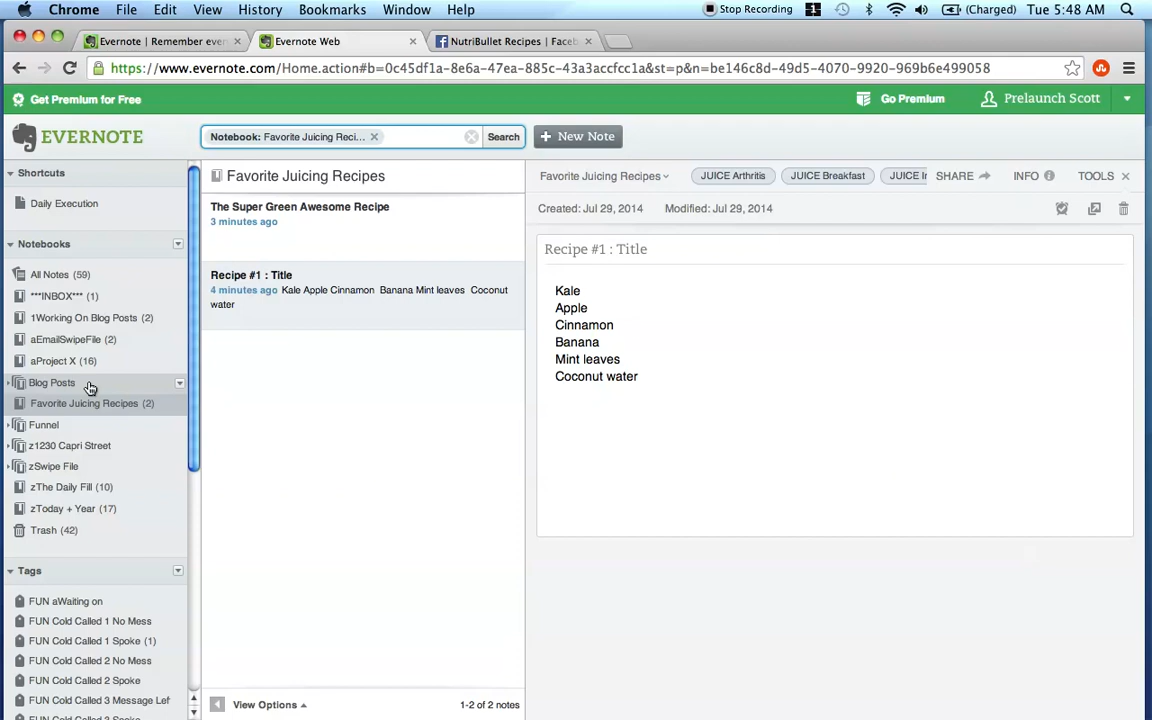 Chrome File Edit View History Bookmarks Window Help Stop Recording 1 (Charged) Tue 5:48 AM
Evernote | Remember ever
Evernote Web
NutriBullet Recipes | Faceb
https://www.evernote.com/Home.action#b=0c45df1a-8e6a-47ea-885c-43a3accfcc1a&st=p&n=be146c8d-49d5-4070-9920-969b6e499058
Get Premium for Free
Go Premium
Prelaunch Scott
EVERNOTE
Notebook: Favorite Juicing Reci...
Search
+ New Note
Shortcuts
Daily Execution
Notebooks
All Notes (59)
***INBOX*** (1)
1Working On Blog Posts (2)
aEmailSwipeFile (2)
aProject X (16)
Blog Posts
Favorite Juicing Recipes (2)
Funnel
z1230 Capri Street
zSwipe File
zThe Daily Fill (10)
zToday + Year (17)
Trash (42)
Tags
FUN aWaiting on
FUN Cold Called 1 No Mess
FUN Cold Called 1 Spoke (1)
FUN Cold Called 2 No Mess
FUN Cold Called 2 Spoke
FUN Cold Called 3 Message Lef
FUN Cold Called 3 Spoke
Favorite Juicing Recipes
The Super Green Awesome Recipe
3 minutes ago
Recipe #1 : Title
4 minutes ago Kale Apple Cinnamon Banana Mint leaves Coconut
water
View Options
1-2 of 2 notes
Favorite Juicing Recipes
JUICE Arthritis
JUICE Breakfast
JUICE Ir
SHARE
INFO
TOOLS
Created: Jul 29, 2014
Modified: Jul 29, 2014
Recipe #1 : Title
Kale
Apple
Cinnamon
Banana
Mint leaves
Coconut water